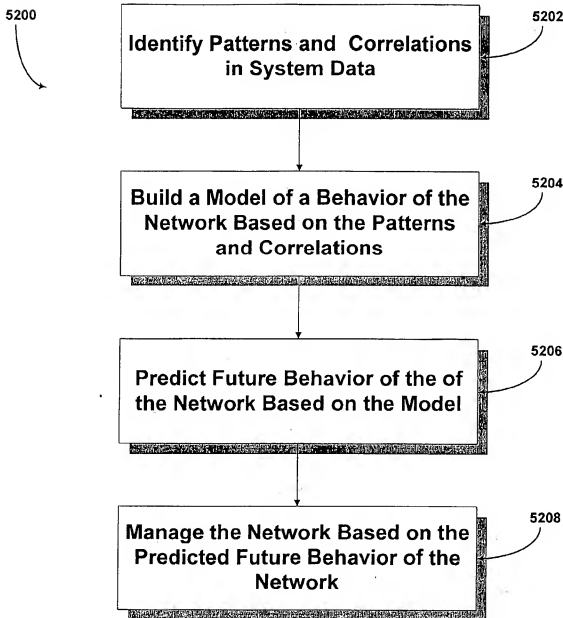 5200
5202
Identify Patterns and Correlations
in System Data
5204
Build a Model of a Behavior of the
Network Based on the Patterns
and Correlations
5206
Predict Future Behavior of the of
the Network Based on the Model
5208
Manage the Network Based on the
Predicted Future Behavior of the
Network